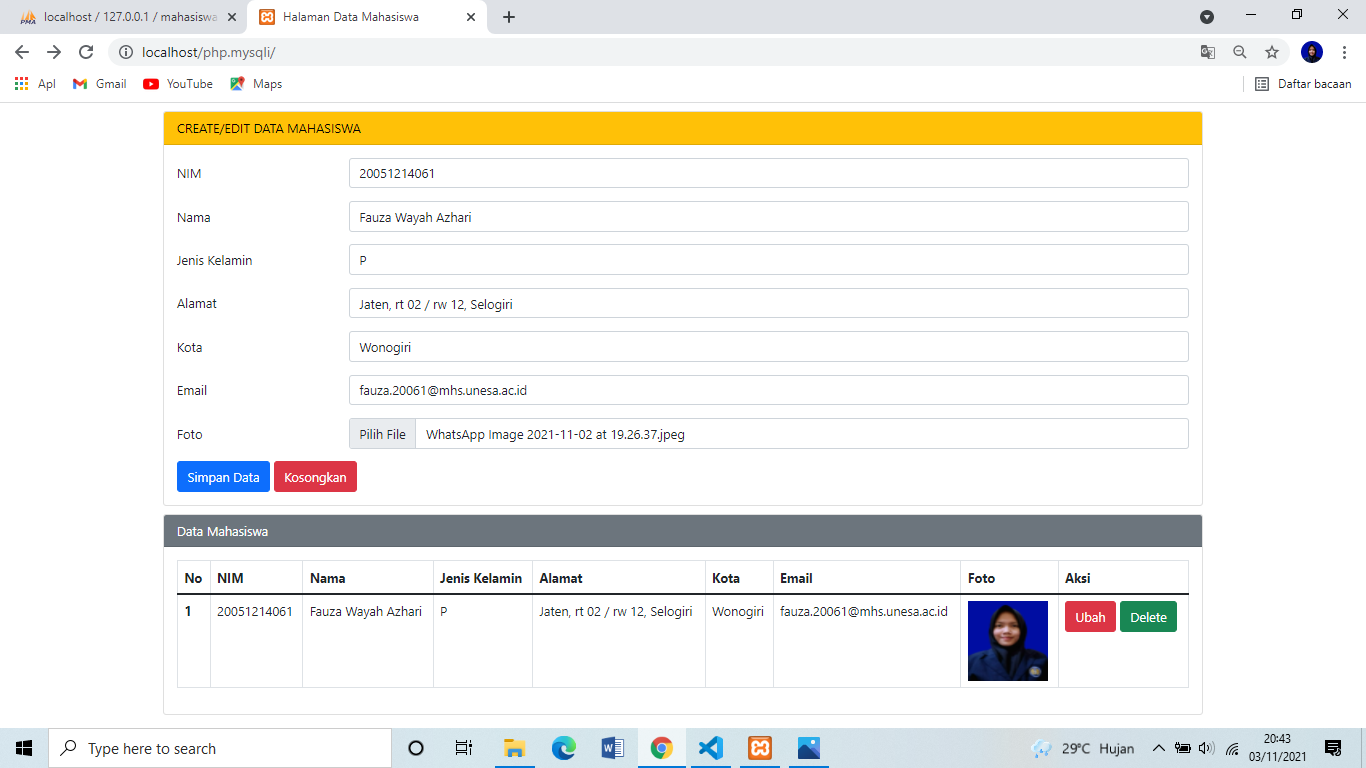 localhost / 127.0.0.1 / mahasiswa
Halaman Data Mahasiswa
localhost/php.mysqli/
Apl Gmail YouTube Maps Daftar bacaan
CREATE/EDIT DATA MAHASISWA
NIM 20051214061
Nama Fauza Wayah Azhari
Jenis Kelamin P
Alamat Jaten, rt 02 / rw 12, Selogiri
Kota Wonogiri
Email fauza.20061@mhs.unesa.ac.id
Foto Pilih File WhatsApp Image 2021-11-02 at 19.26.37.jpeg
Simpan Data Kosongkan
Data Mahasiswa
No NIM Nama Jenis Kelamin Alamat Kota Email Foto Aksi
1 20051214061 Fauza Wayah Azhari P Jaten, rt 02 / rw 12, Selogiri Wonogiri fauza.20061@mhs.unesa.ac.id Ubah Delete
Type here to search 29°C Hujan 20:43
03/11/2021